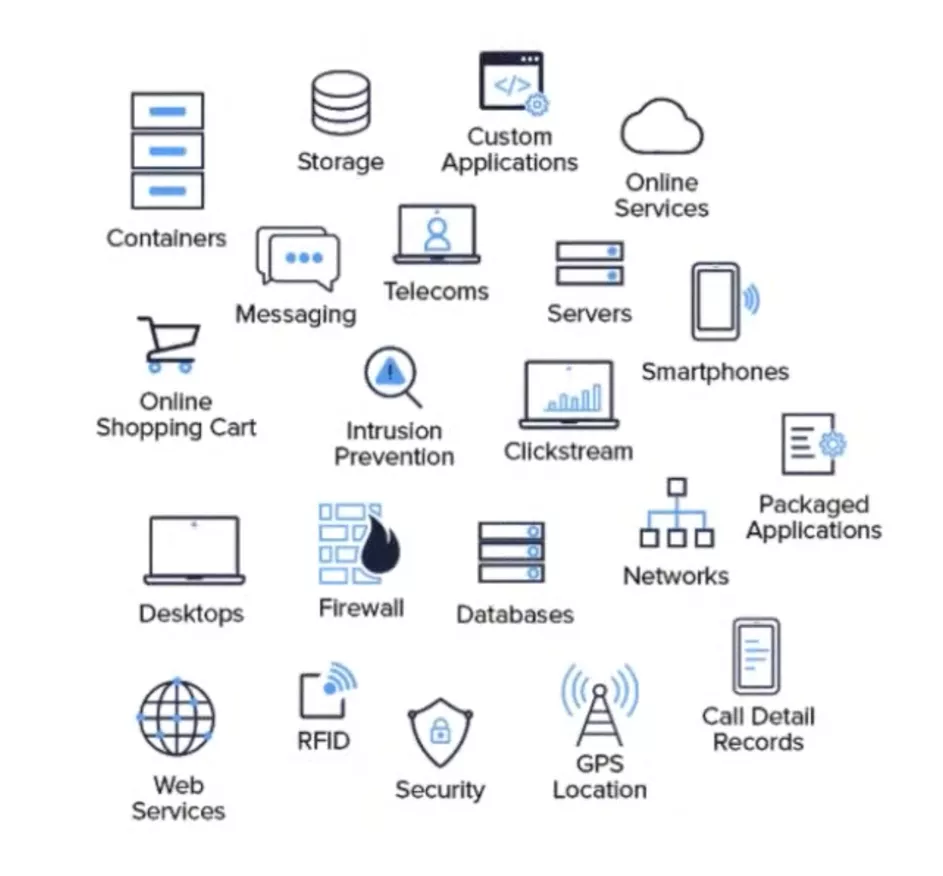 Storage
Custom
Applications
Online
Services
Containers
Messaging
Telecoms
Servers
Smartphones
Online
Shopping Cart
Intrusion
Prevention
Clickstream
Packaged
Applications
Desktops
Firewall
Databases
Networks
Web
Services
RFID
Security
GPS
Location
Call Detail
Records